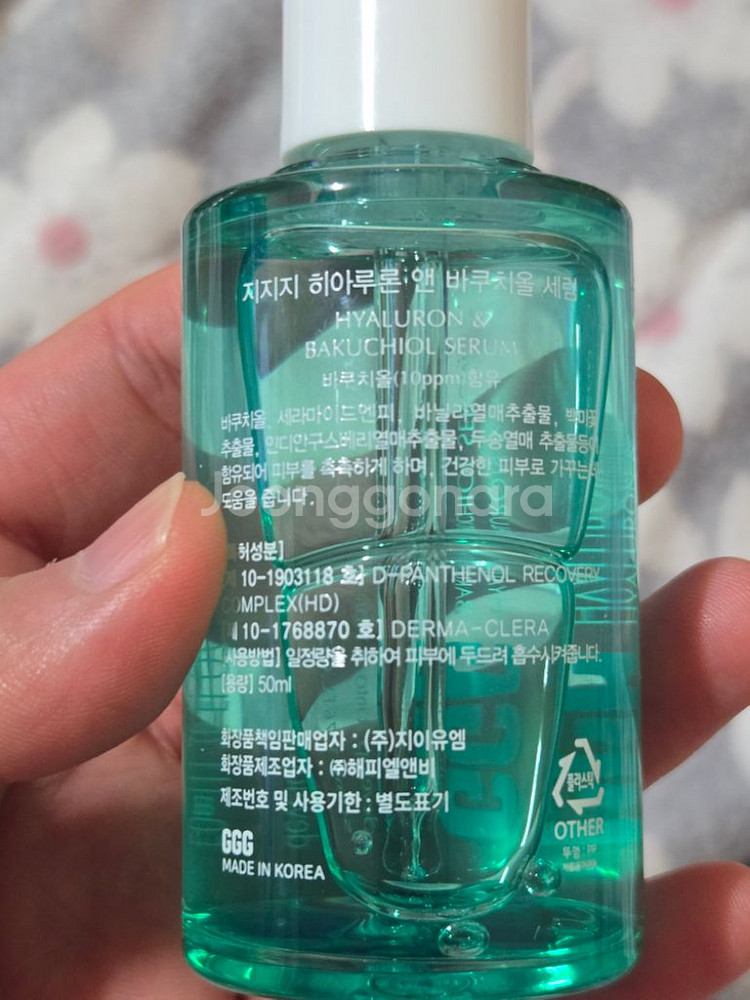 지지지 히아루론 앤 바쿠치올 세럼
HYALURON &
BAKUCHIOL SERUM
바쿠치올(10ppm)함유
바쿠치올, 세라마이드엔피, 바닐라열매추출물, 백마꽃
추출물, 인디안구스베리열매추출물, 두송열매 추출물등이
함유되어 피부를 촉촉하게 하며, 건강한 피부로 가꾸는데
도움을 줍니다.
Joonggonara
허성분]
10-1903118 호] D-PANTHENOL RECOVERY
COMPLEX(HD)
10-1768870 호] DERMA-CLERA
[사용방법] 일정량을 취하여 피부에 두드려 흡수시켜줍니다.
[용량] 50ml
화장품책임판매업자 : (주)지이유엠
화장품제조업자 : ㈜해피엘앤비
제조번호 및 사용기한 : 별도표기
플라스틱
OTHER
뚜껑 : PP
GGG
MADE IN KOREA